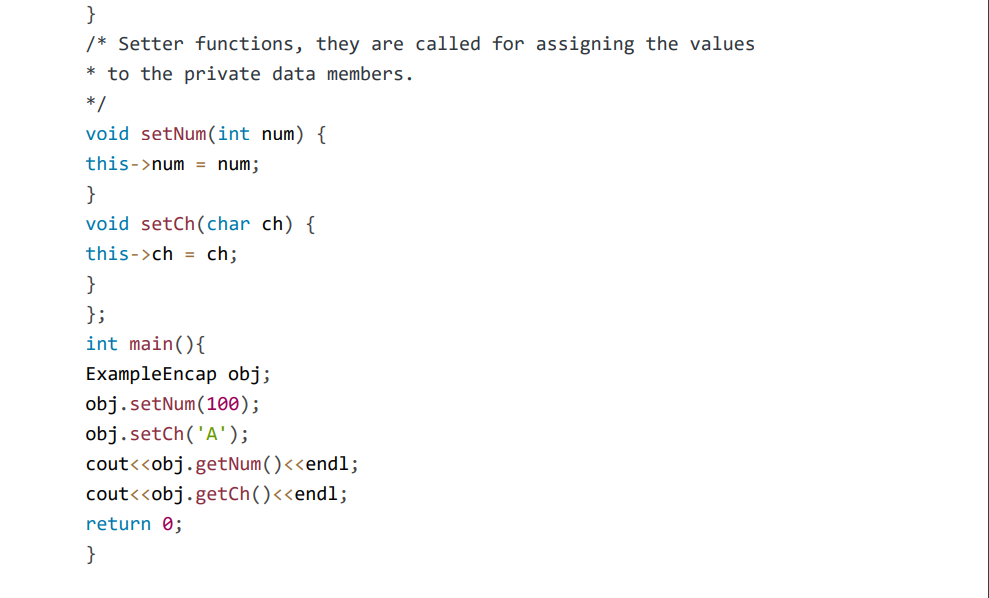 }
/* Setter functions, they are called for assigning the values
* to the private data members.
*/
void setNum(int num) {
this->num = num;
}
void setCh(char ch) {
this->ch = ch;
}
};
int main(){
ExampleEncap obj;
obj.setNum(100);
obj.setCh('A');
cout<<obj.getNum()<<endl;
cout<<obj.getCh()<<endl;
return 0;
}